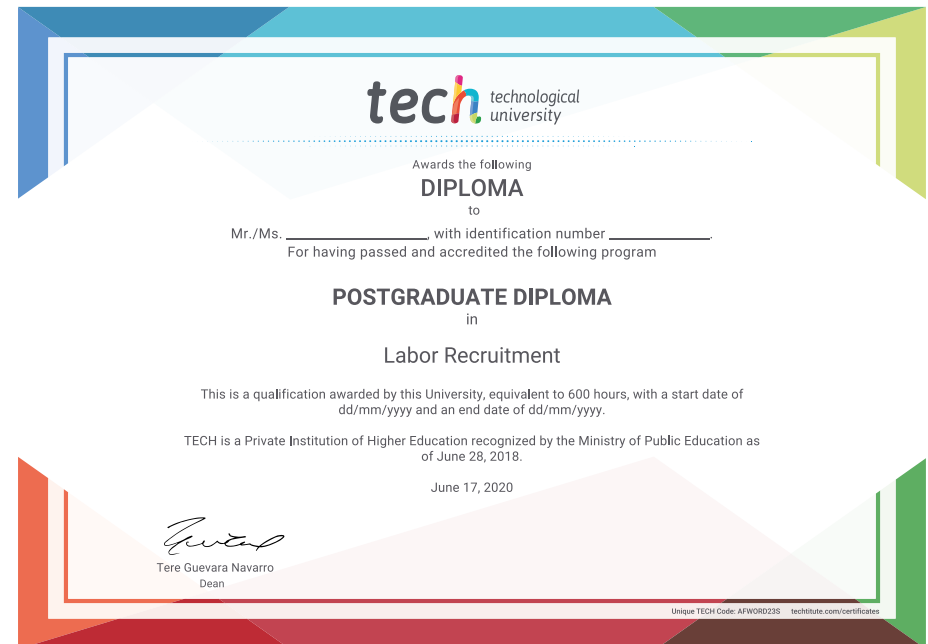 tech technological
university
Awards the following
DIPLOMA
to
Mr./Ms. ____________________, with identification number ______________.
For having passed and accredited the following program
POSTGRADUATE DIPLOMA
in
Labor Recruitment
This is a qualification awarded by this University, equivalent to 600 hours, with a start date of
dd/mm/yyyy and an end date of dd/mm/yyyy.
TECH is a Private Institution of Higher Education recognized by the Ministry of Public Education as
of June 28, 2018.
June 17, 2020
Tere Guevara Navarro
Dean
Unique TECH Code: AFWORD23S techtitute.com/certificates